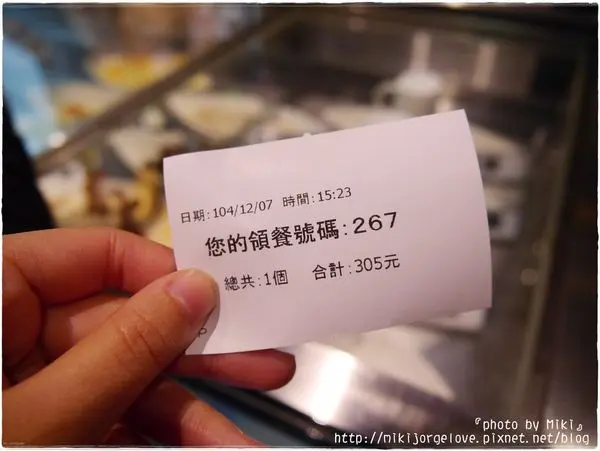 日期:104/12/07 時間:15:23
您的領餐號碼:267
總共:1個 合計:305元
P
『photo by Miki』
http://mikijorgelove.pixnet.net/blog